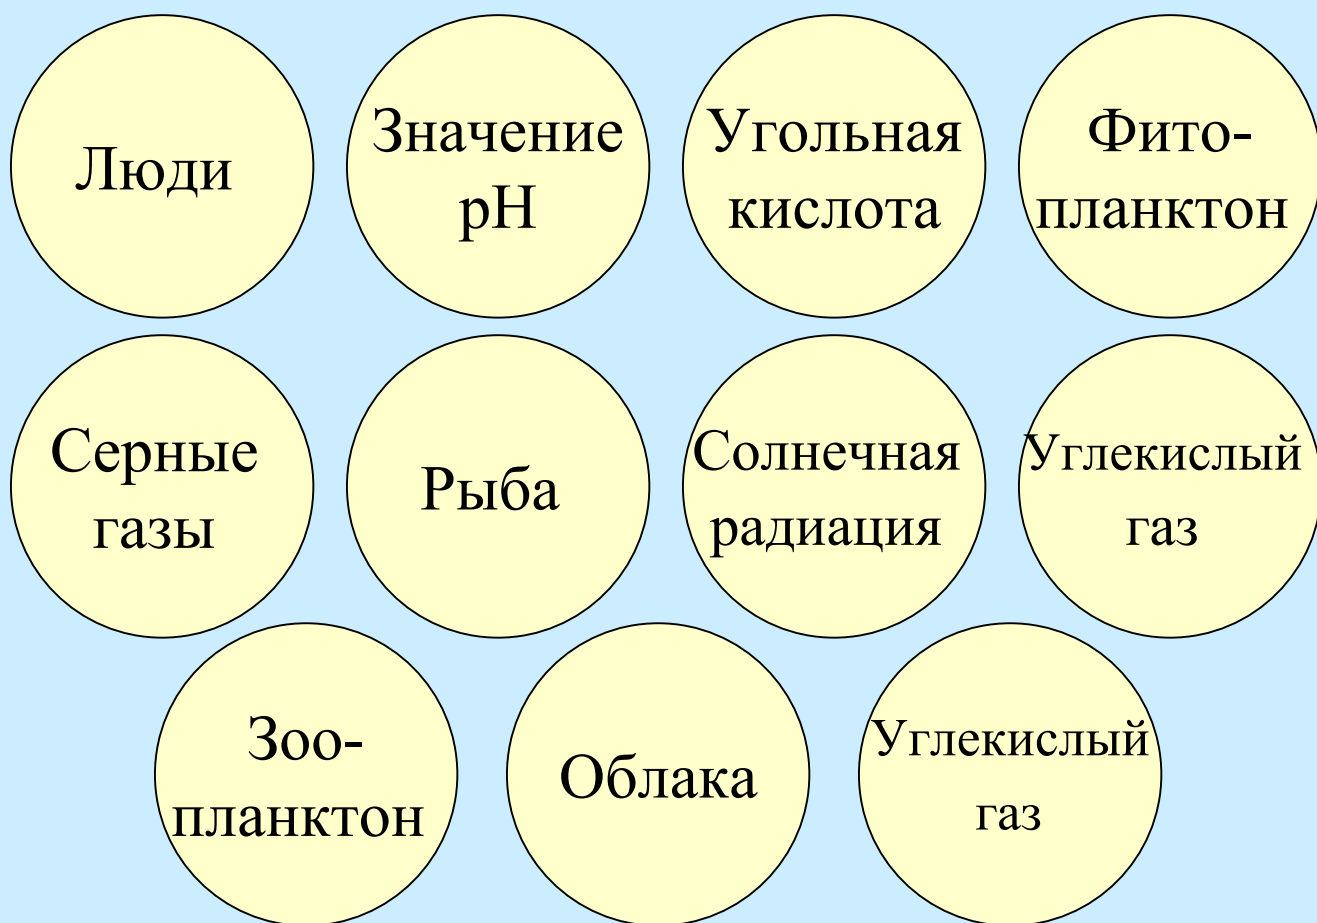 Люди
Значение
pH
Угольная
кислота
Фито-
планктон
Серные
газы
Рыба
Солнечная
радиация
Углекислый
газ
Зоо-
планктон
Облака
Углекислый
газ